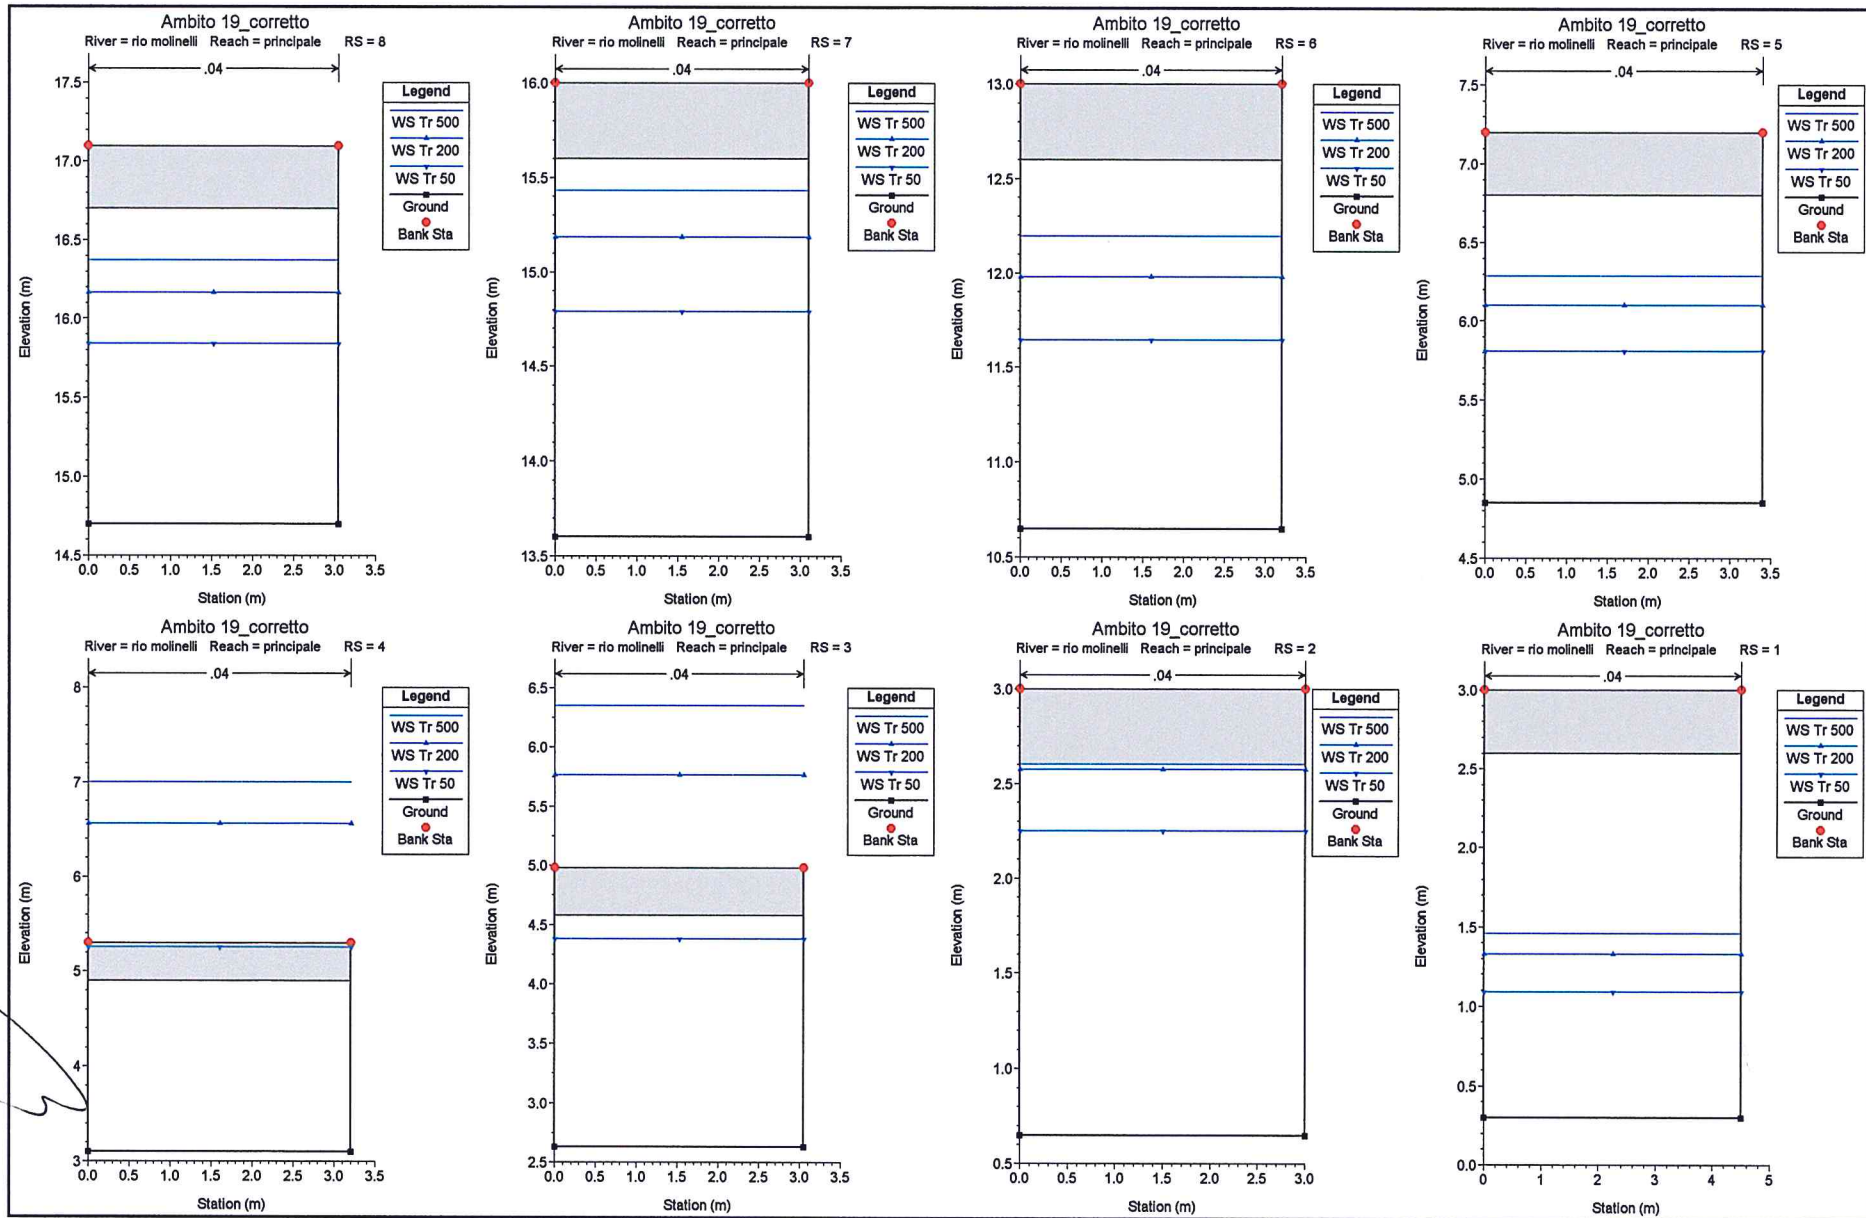 Ambito 19_corretto
River = rio molinelli Reach = principale RS = 8
.04
17.5
17.0
16.5
16.0
15.5
15.0
14.5
Elevation (m)
0.0 0.5 1.0 1.5 2.0 2.5 3.0 3.5
Station (m)
Legend
WS Tr 500
WS Tr 200
WS Tr 50
Ground
Bank Sta
Ambito 19_corretto
River = rio molinelli Reach = principale RS = 7
.04
16.0
15.5
15.0
14.5
14.0
13.5
Elevation (m)
0.0 0.5 1.0 1.5 2.0 2.5 3.0 3.5
Station (m)
Legend
WS Tr 500
WS Tr 200
WS Tr 50
Ground
Bank Sta
Ambito 19_corretto
River = rio molinelli Reach = principale RS = 6
.04
13.0
12.5
12.0
11.5
11.0
10.5
Elevation (m)
0.0 0.5 1.0 1.5 2.0 2.5 3.0 3.5
Station (m)
Legend
WS Tr 500
WS Tr 200
WS Tr 50
Ground
Bank Sta
Ambito 19_corretto
River = rio molinelli Reach = principale RS = 5
.04
7.5
7.0
6.5
6.0
5.5
5.0
4.5
Elevation (m)
0.0 0.5 1.0 1.5 2.0 2.5 3.0 3.5
Station (m)
Legend
WS Tr 500
WS Tr 200
WS Tr 50
Ground
Bank Sta
Ambito 19_corretto
River = rio molinelli Reach = principale RS = 4
.04
8
7
6
5
4
3
Elevation (m)
0.0 0.5 1.0 1.5 2.0 2.5 3.0 3.5
Station (m)
Legend
WS Tr 500
WS Tr 200
WS Tr 50
Ground
Bank Sta
Ambito 19_corretto
River = rio molinelli Reach = principale RS = 3
.04
6.5
6.0
5.5
5.0
4.5
4.0
3.5
3.0
2.5
Elevation (m)
0.0 0.5 1.0 1.5 2.0 2.5 3.0 3.5
Station (m)
Legend
WS Tr 500
WS Tr 200
WS Tr 50
Ground
Bank Sta
Ambito 19_corretto
River = rio molinelli Reach = principale RS = 2
.04
3.0
2.5
2.0
1.5
1.0
0.5
Elevation (m)
0.0 0.5 1.0 1.5 2.0 2.5 3.0
Station (m)
Legend
WS Tr 500
WS Tr 200
WS Tr 50
Ground
Bank Sta
Ambito 19_corretto
River = rio molinelli Reach = principale RS = 1
.04
3.0
2.5
2.0
1.5
1.0
0.5
0.0
Elevation (m)
0 1 2 3 4 5
Station (m)
Legend
WS Tr 500
WS Tr 200
WS Tr 50
Ground
Bank Sta